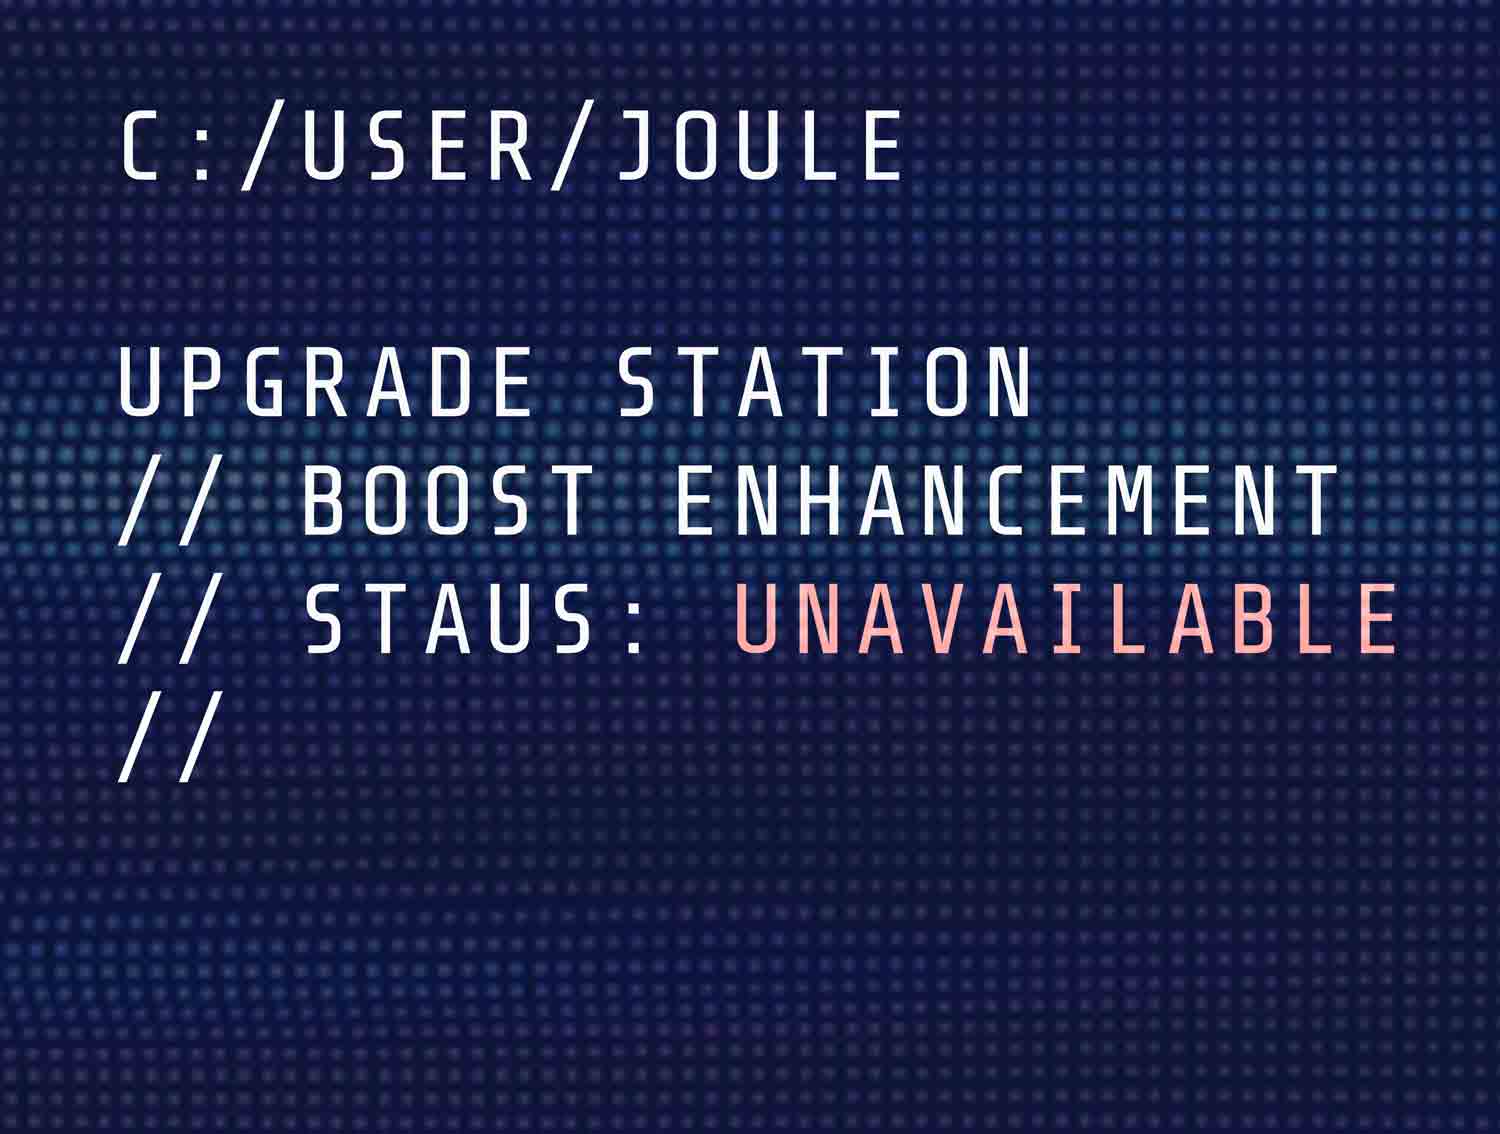 C:/USER/JOULE
UPGRADE STATION
// BOOST ENHANCEMENT
// STAUS: UNAVAILABLE
//